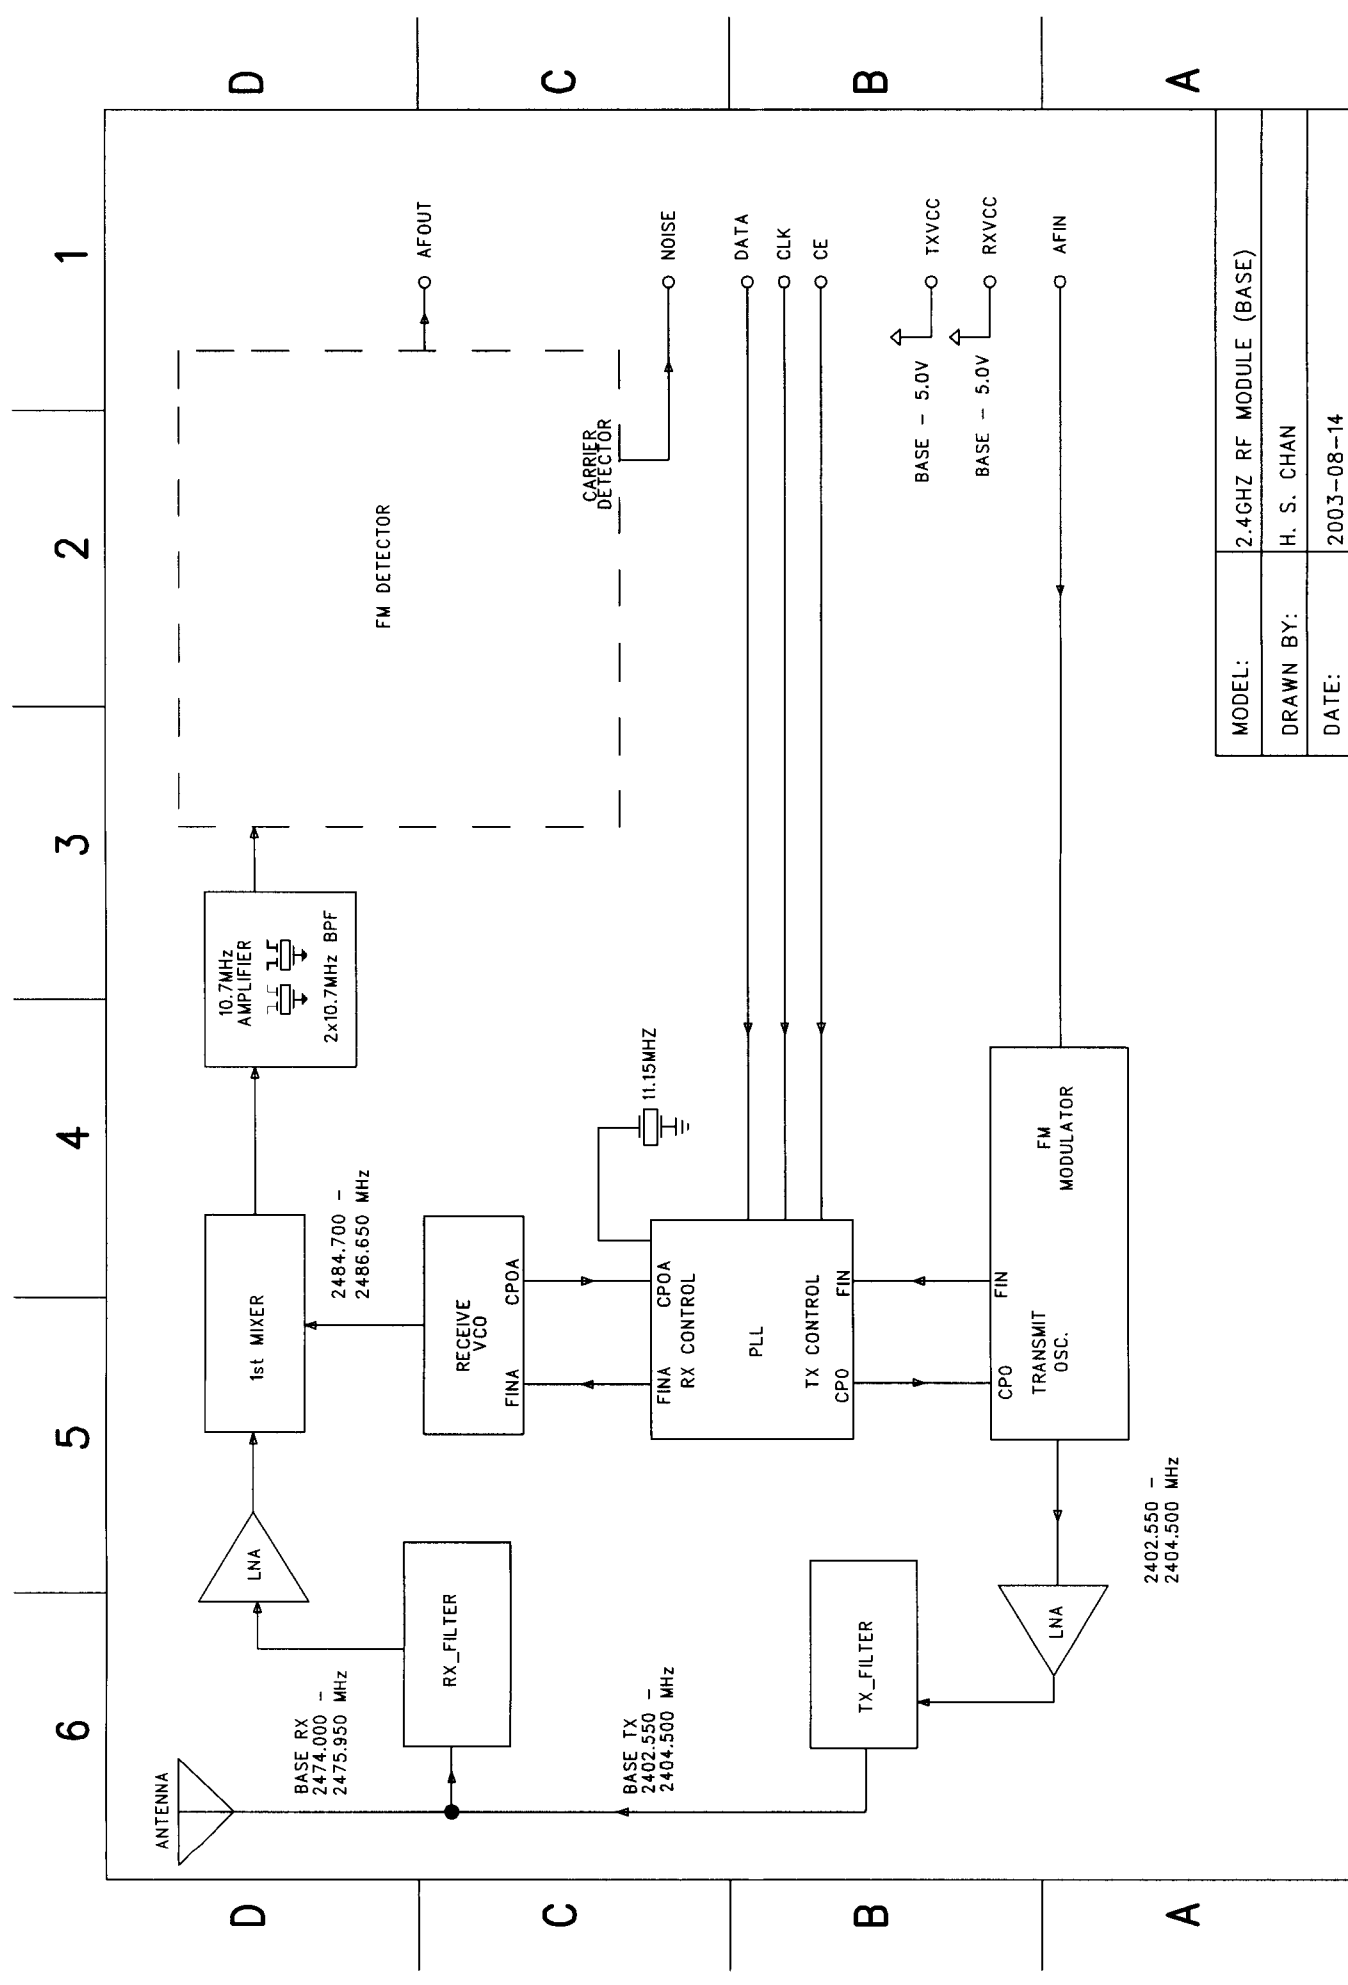 6
5
4
3
2
1
D
D
C
C
B
B
A
A
ANTENNA
BASE RX
2474.000 -
2475.950 MHz
RX_FILTER
LNA
1st MIXER
2484.700 -
2486.650 MHz
10.7MHz
AMPLIFIER
2x10.7MHz BPF
FM DETECTOR
CARRIER
DETECTOR
AFOUT
NOISE
RECEIVE
VCO
FINA
CPOA
11.15MHZ
FINA
CPOA
RX CONTROL
PLL
TX CONTROL
CPO
FIN
DATA
CLK
CE
BASE TX
2402.550 -
2404.500 MHz
TX_FILTER
BASE - 5.0V
TXVCC
BASE - 5.0V
RXVCC
CPO
FIN
TRANSMIT
OSC.
FM
MODULATOR
AFIN
LNA
2402.550 -
2404.500 MHz
MODEL: 2.4GHZ RF MODULE (BASE)
DRAWN BY: H. S. CHAN
DATE: 2003-08-14